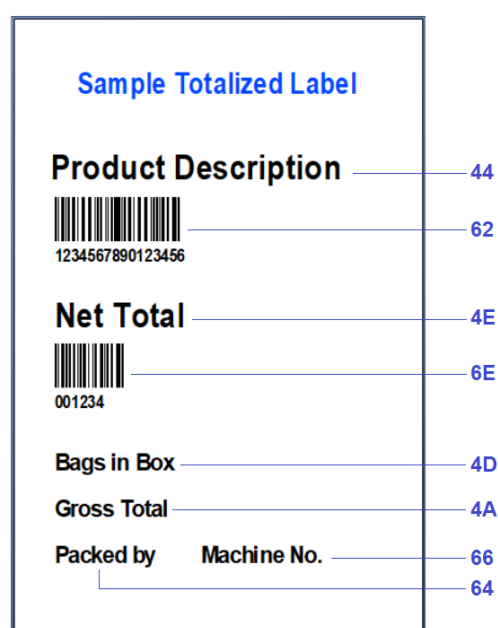 Sample Totalized Label
Product Description 44
62
1234567890123456
Net Total 4E
6E
001234
Bags in Box 4D
Gross Total 4A
Packed by Machine No. 66
64